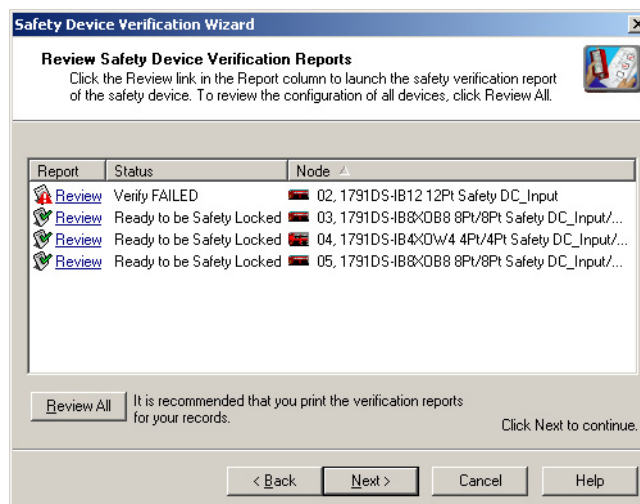 Safety Device Verification Wizard
Review Safety Device Verification Reports
Click the Review link in the Report column to launch the safety verification report
of the safety device. To review the configuration of all devices, click Review All.
Report Status Node
Review Verify FAILED 02, 1791DS-IB12 12Pt Safety DC_Input
Review Ready to be Safety Locked 03, 1791DS-IB8XOB8 8Pt/8Pt Safety DC_Input/...
Review Ready to be Safety Locked 04, 1791DS-IB4XOW4 4Pt/4Pt Safety DC_Input/...
Review Ready to be Safety Locked 05, 1791DS-IB8XOB8 8Pt/8Pt Safety DC_Input/...
Review All
It is recommended that you print the verification reports
for your records.
Click Next to continue.
< Back Next > Cancel Help